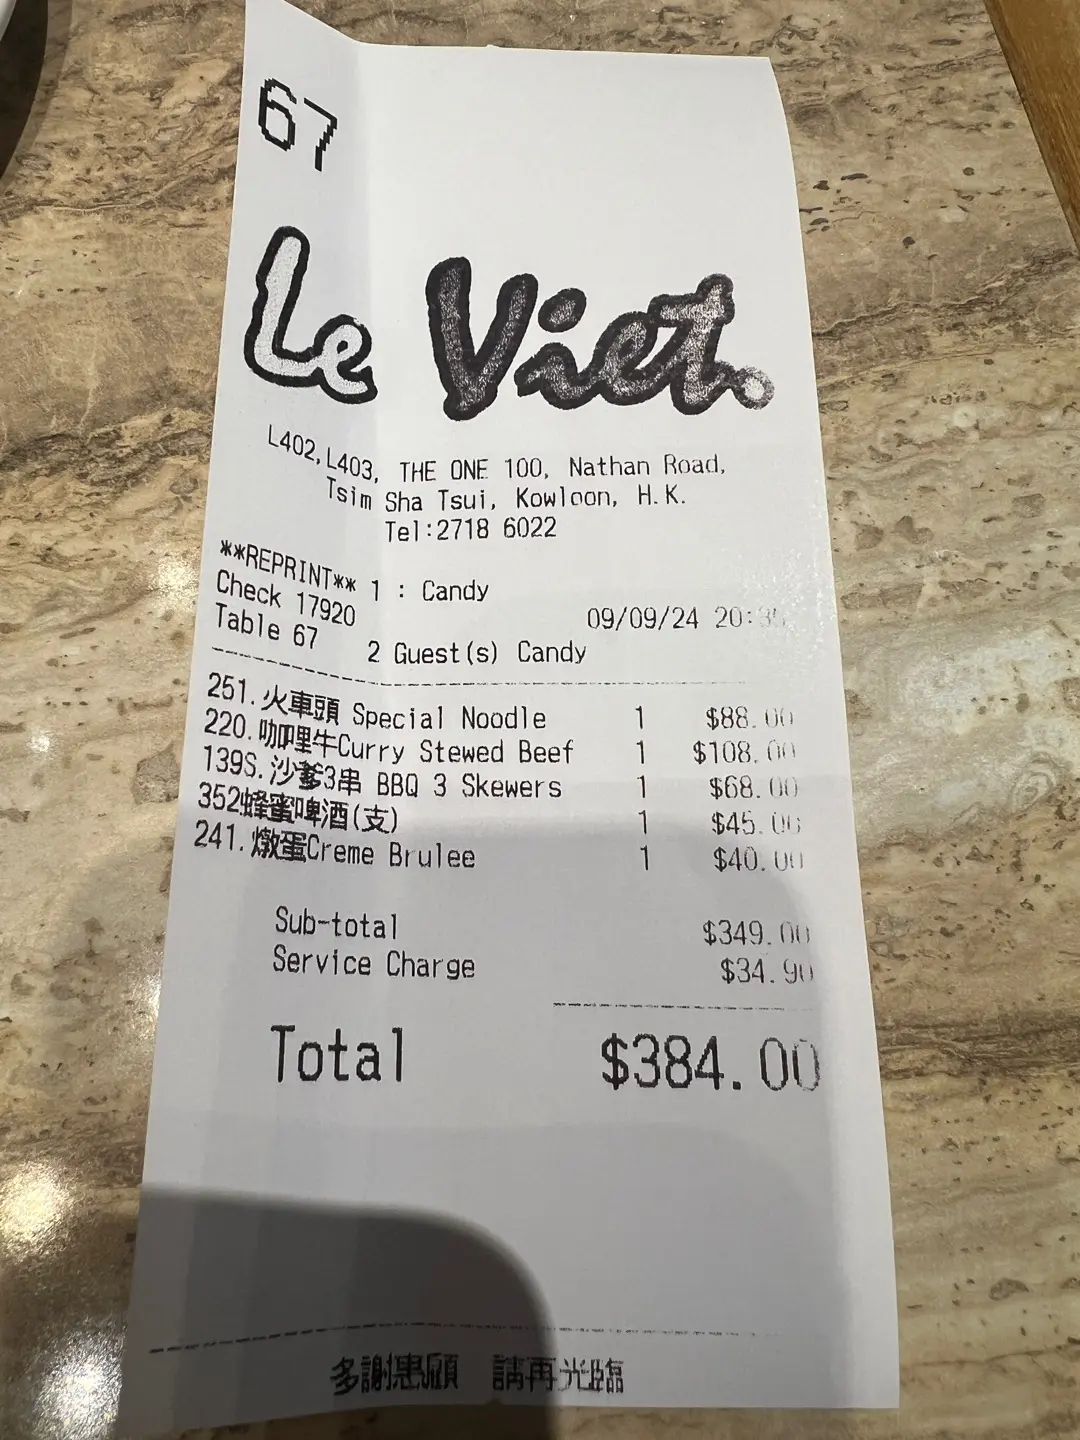 67
Le Viet.
L402, L403, THE ONE 100, Nathan Road,
Tsim Sha Tsui, Kowloon, H.K.
Tel:2718 6022
**REPRINT** 1 : Candy
Check 17920 09/09/24
Table 67 2 Guest(s) Candy
251.火車頭 Special Noodle 1 $88.00
220.咖哩牛Curry Stewed Beef 1 $108.00
139S.沙爹3串 BBQ 3 Skewers 1 $68.00
352蜂蜜啤酒(支) 1 $45.00
241.燉蛋Creme Brulee 1 $40.00
Sub-total $349.00
Service Charge $34.90
Total $384.00
多謝惠顧 請再光臨